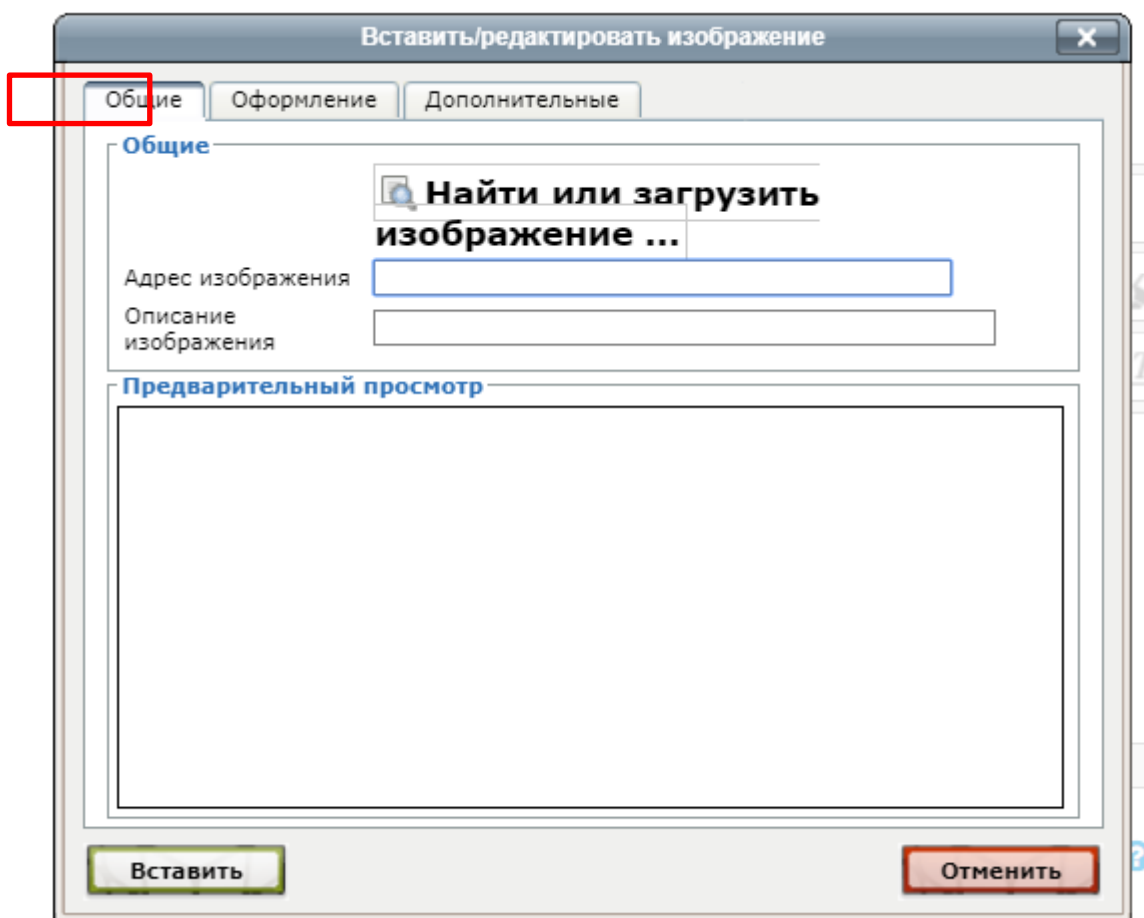 Вставить/редактировать изображение
Общие Оформление Дополнительные
Общие
Найти или загрузить
изображение ...
Адрес изображения
Описание
изображения
Предварительный просмотр
Вставить Отменить